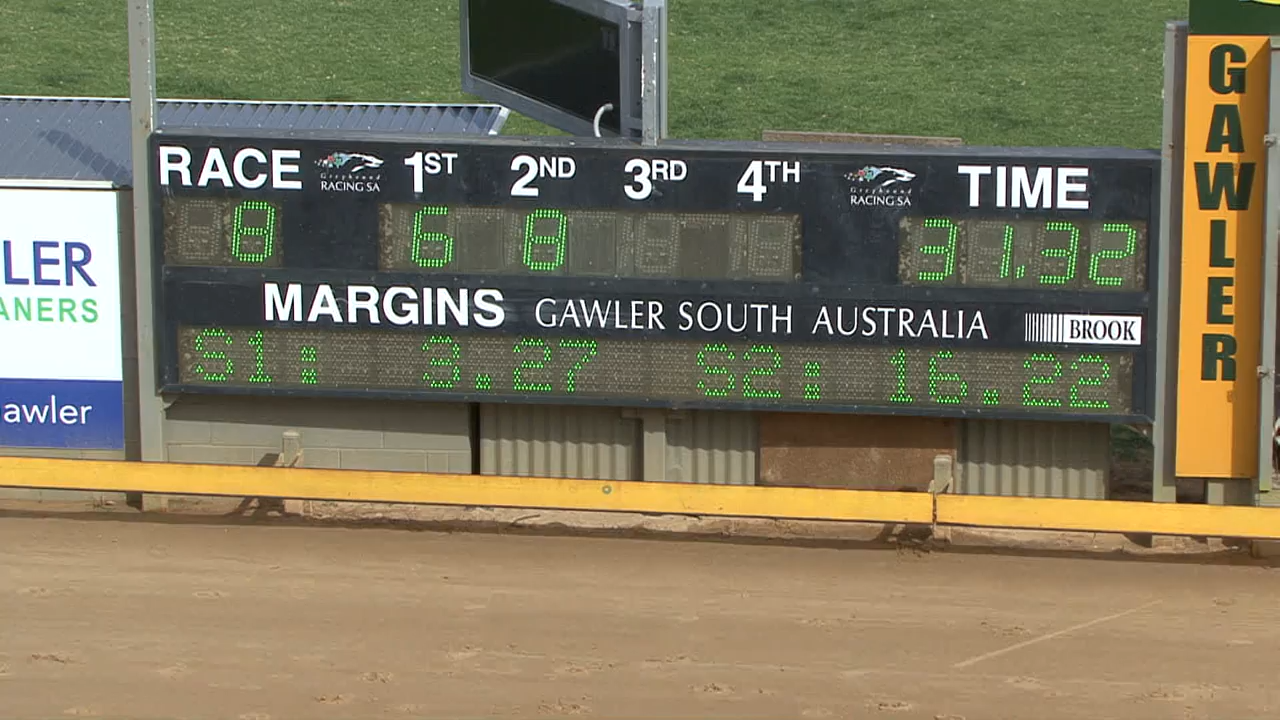 RACE Greyhound RACING SA 1ST 2ND 3RD 4TH Greyhound RACING SA TIME
8 6 8 31.32
MARGINS GAWLER SOUTH AUSTRALIA BROOK
S1: 3.27 S2: 16.22
LER
ANERS
awler
GAWLER